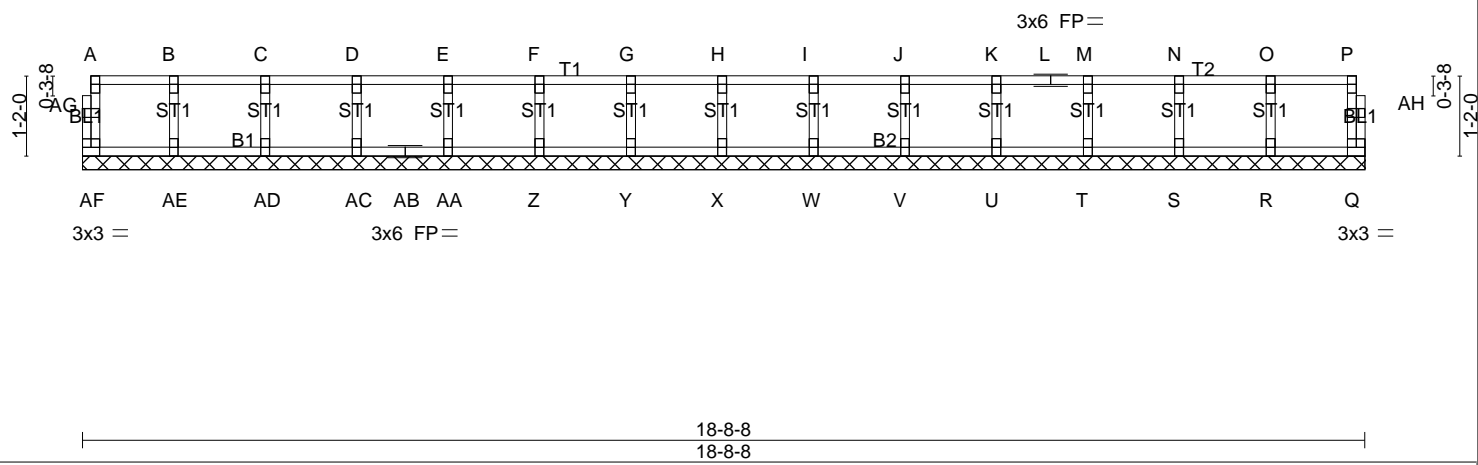 3x6 FP=
A B C D E F G H I J K L M N O P
T1 T2
0-3-8 0-3-8
1-2-0 1-2-0
AG AH
BL1 ST1 ST1 ST1 ST1 ST1 ST1 ST1 ST1 ST1 ST1 ST1 ST1 ST1 BL1
B1 B2
AF AE AD AC AB AA Z Y X W V U T S R Q
3x3 = 3x6 FP= 3x3 =
18-8-8
18-8-8